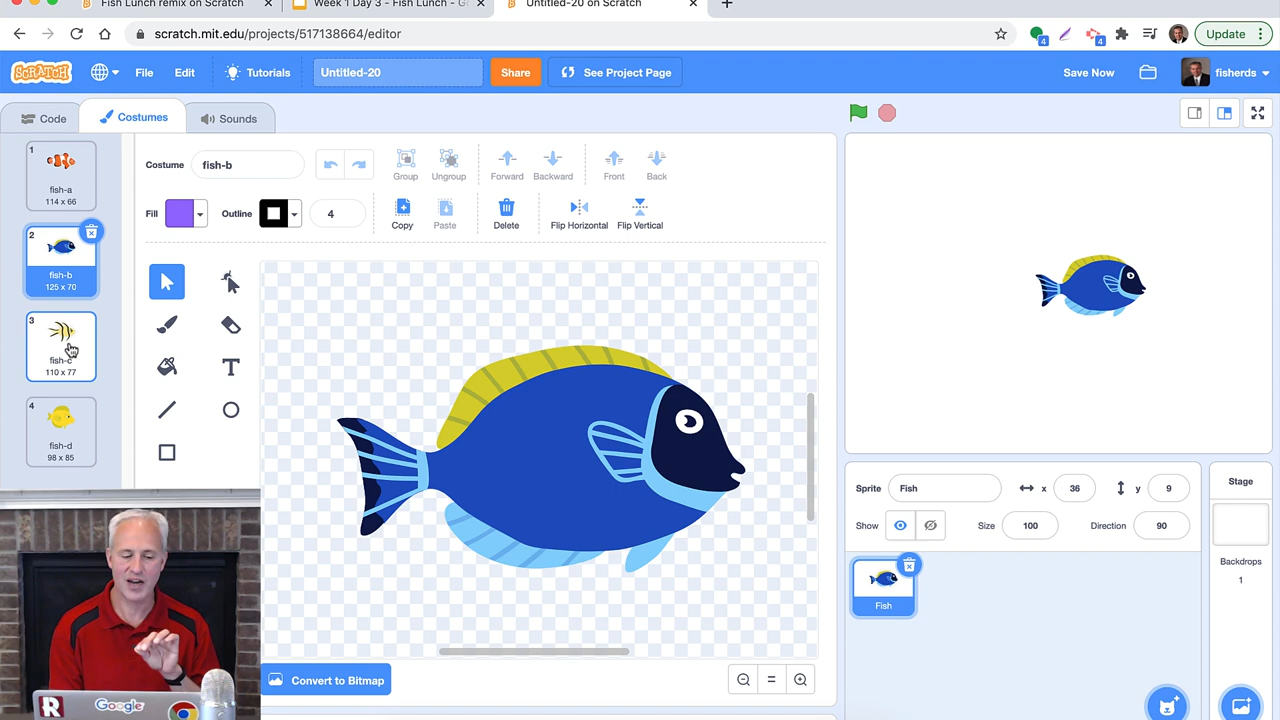 Fish Lunch remix on Scratch
Week 1 Day 3 - Fish Lunch - G
Untitled-20 on Scratch
scratch.mit.edu/projects/517138664/editor
4
4
Update
SCRATCH
File
Edit
Tutorials
Untitled-20
Share
See Project Page
Save Now
fisherds
Code
Costumes
Sounds
1
fish-a
114 x 66
2
fish-b
125 x 70
3
fish-c
110 x 77
4
fish-d
98 x 85
Costume
fish-b
Group
Ungroup
Forward
Backward
Front
Back
Fill
Outline
4
Copy
Paste
Delete
Flip Horizontal
Flip Vertical
T
Convert to Bitmap
Sprite
Fish
x
36
y
9
Show
Size
100
Direction
90
Fish
Stage
Backdrops
1
R
Google